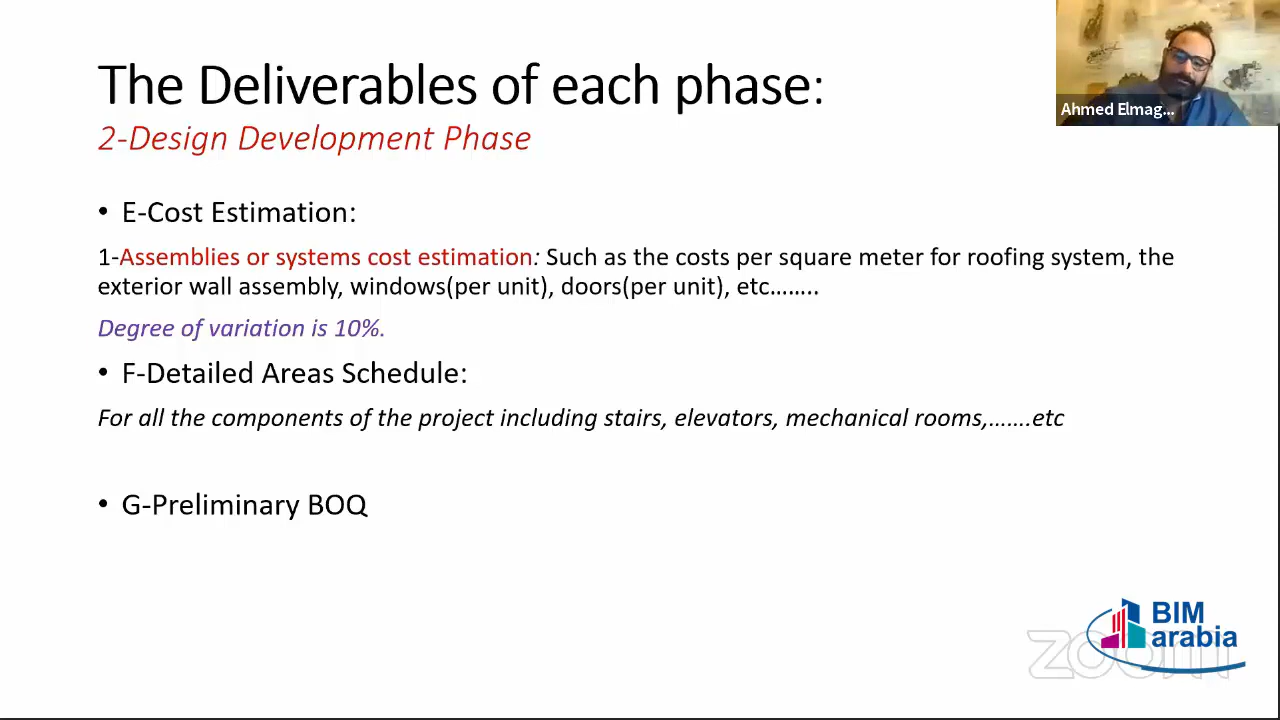 The Deliverables of each phase:
2-Design Development Phase
Ahmed Elmag...
• E-Cost Estimation:
1-Assemblies or systems cost estimation: Such as the costs per square meter for roofing system, the
exterior wall assembly, windows(per unit), doors(per unit), etc........
Degree of variation is 10%.
• F-Detailed Areas Schedule:
For all the components of the project including stairs, elevators, mechanical rooms,.......etc
• G-Preliminary BOQ
BIM
arabia
zoom